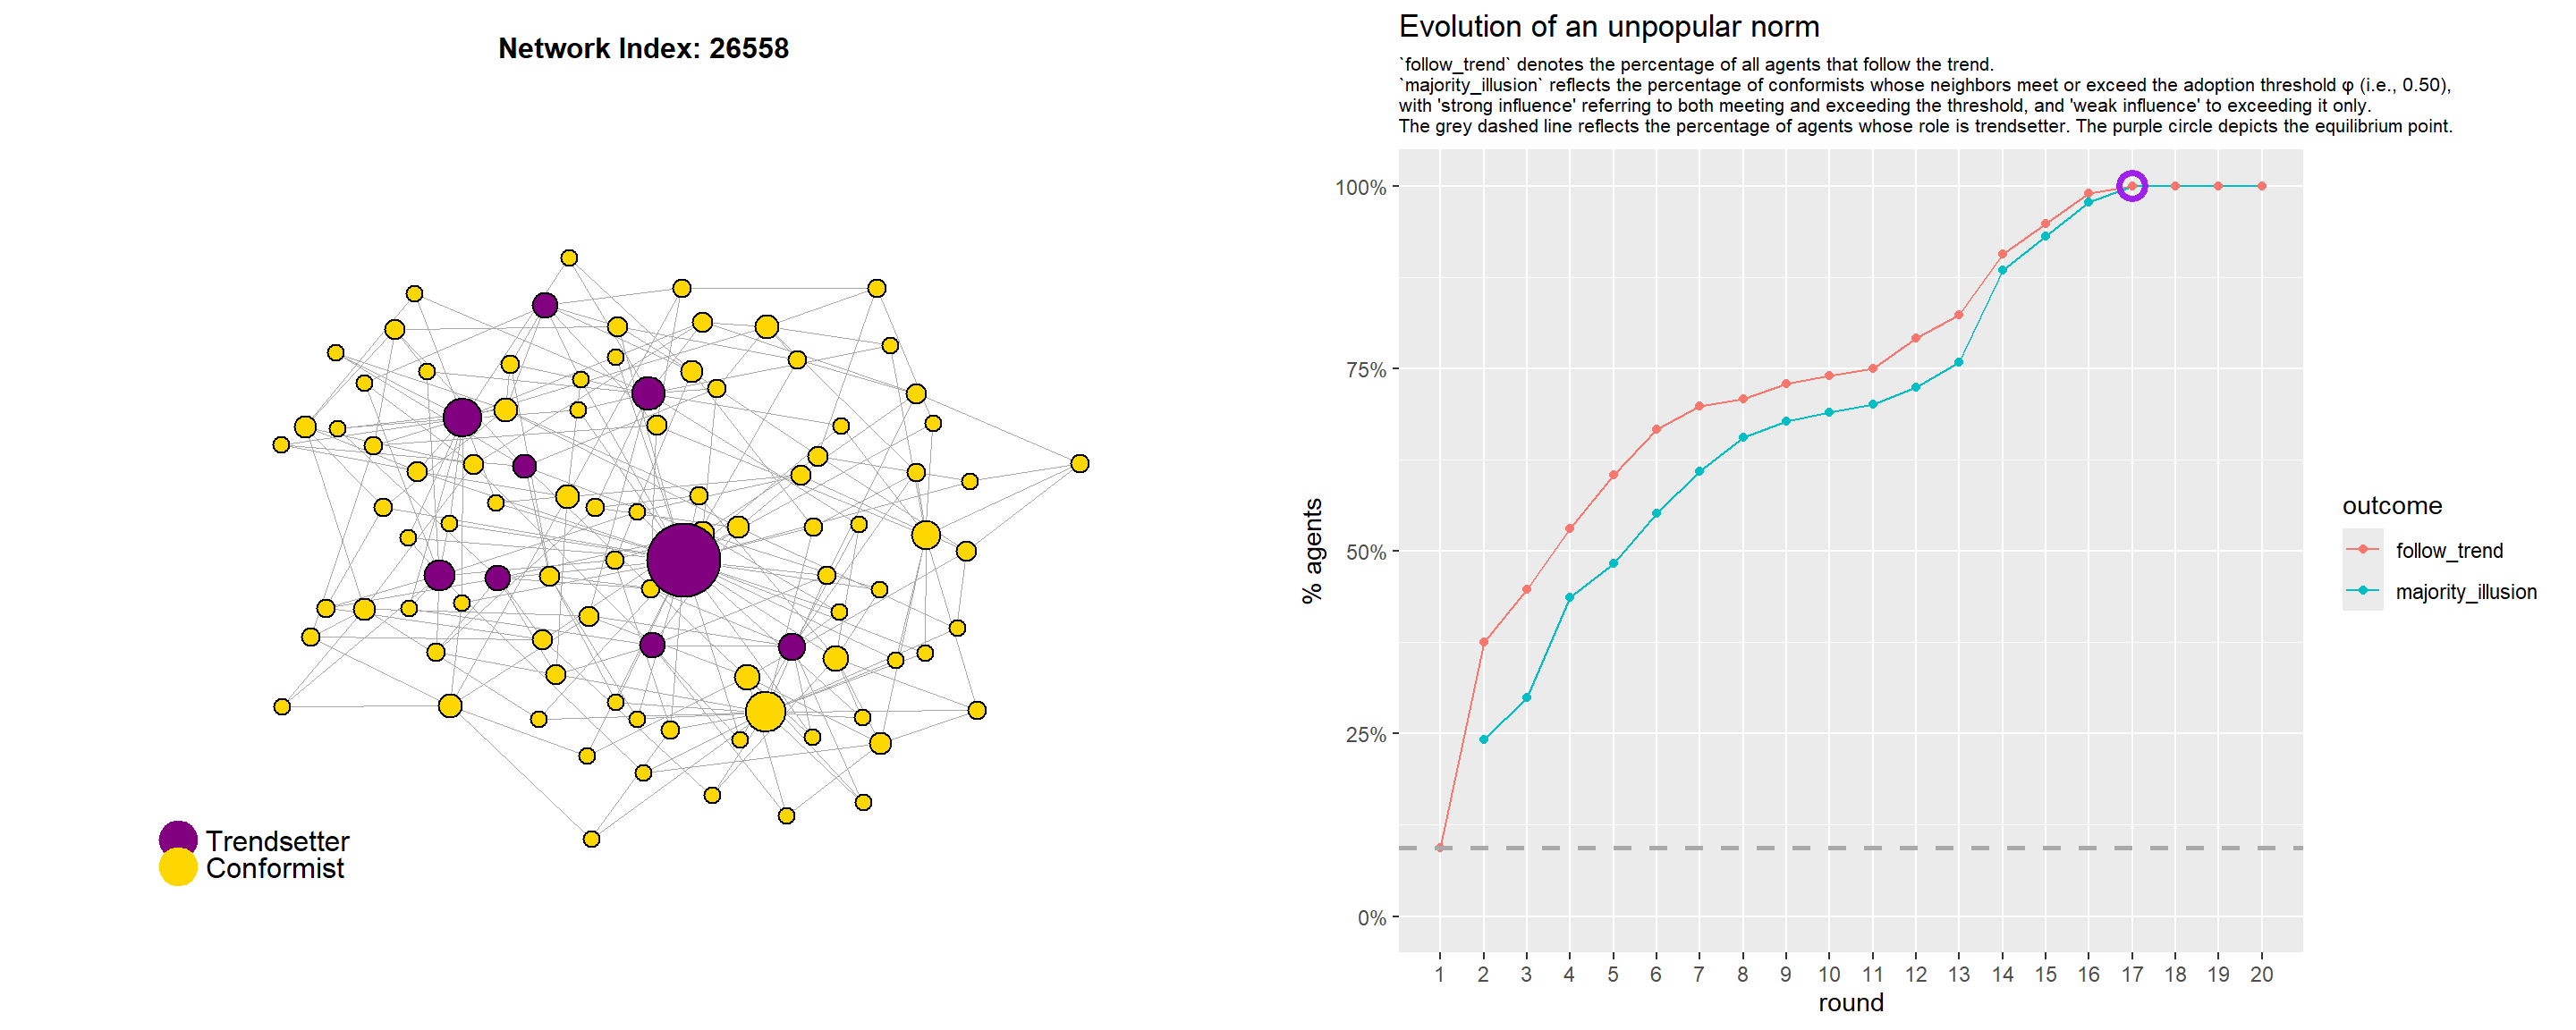 Network Index: 26558
Trendsetter
Conformist
Evolution of an unpopular norm
`follow_trend` denotes the percentage of all agents that follow the trend.
`majority_illusion` reflects the percentage of conformists whose neighbors meet or exceed the adoption threshold φ (i.e., 0.50),
with 'strong influence' referring to both meeting and exceeding the threshold, and 'weak influence' to exceeding it only.
The grey dashed line reflects the percentage of agents whose role is trendsetter. The purple circle depicts the equilibrium point.
% agents
100%
75%
50%
25%
0%
1 2 3 4 5 6 7 8 9 10 11 12 13 14 15 16 17 18 19 20
round
outcome
follow_trend
majority_illusion